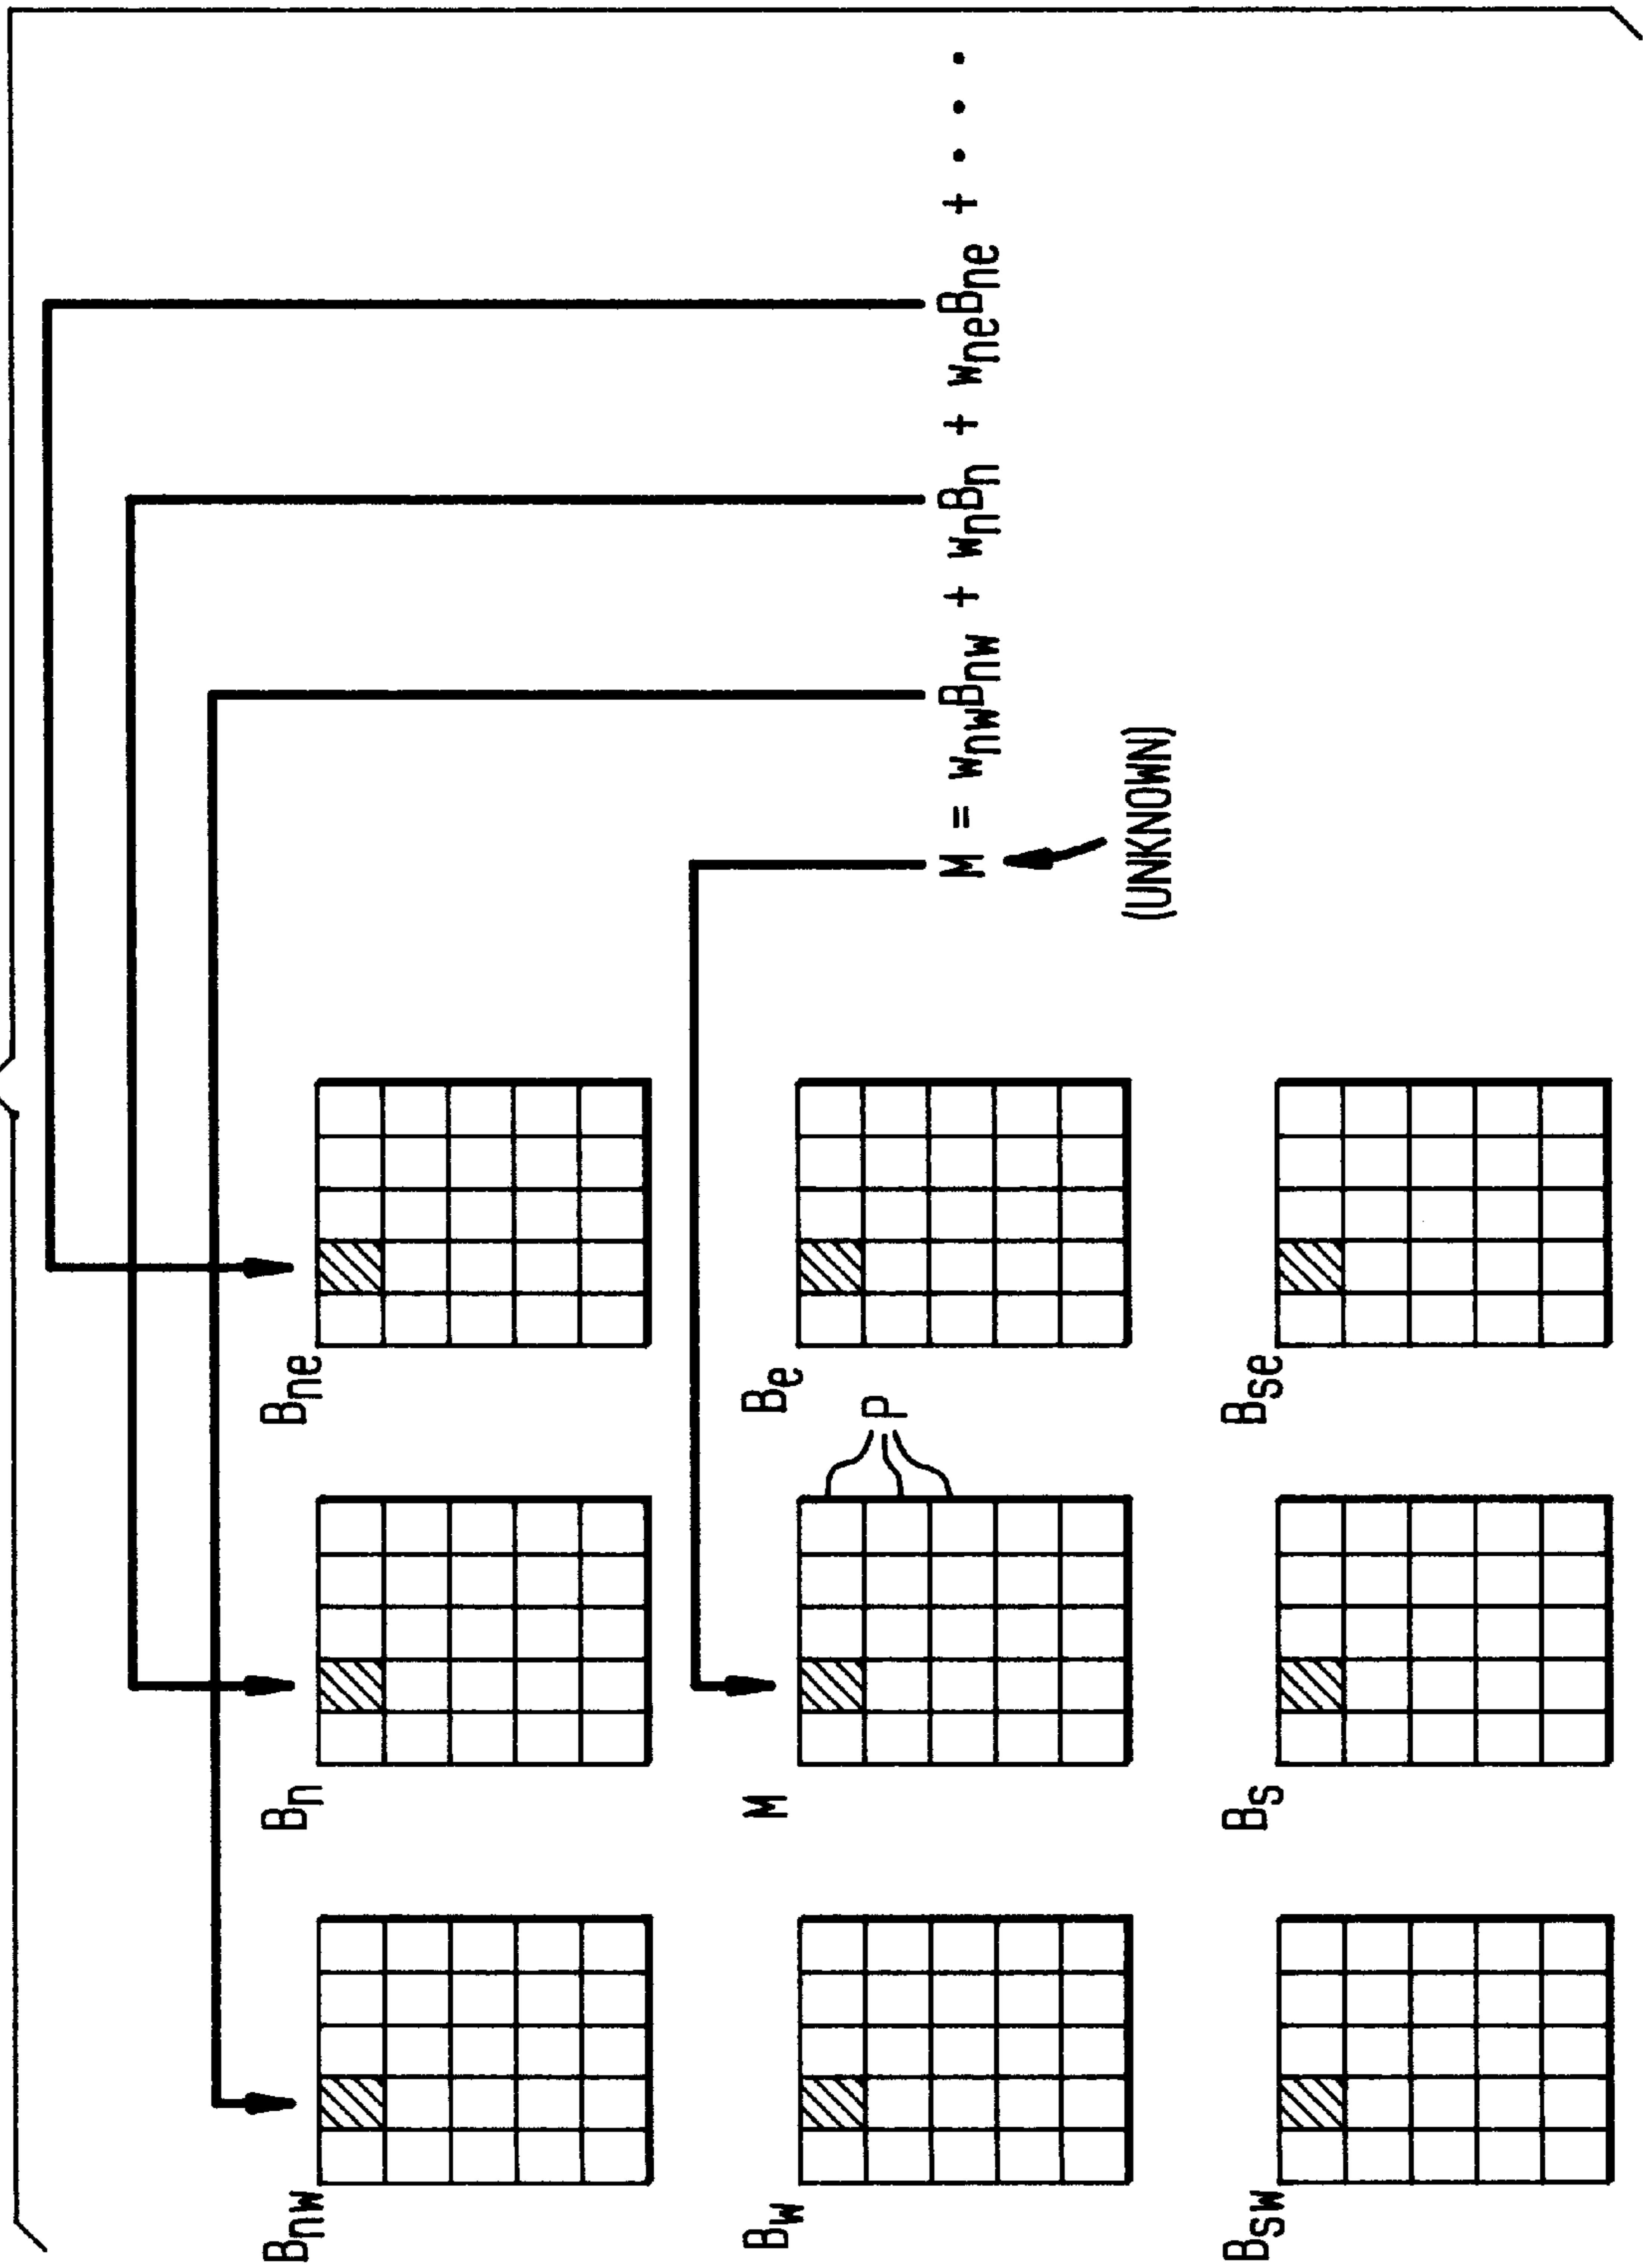 B_nw B_n B_ne
B_w M P B_e
M = w_nw B_nw + w_n B_n + w_ne B_ne + . . .
(UNKNOWN)
B_sw B_s B_se